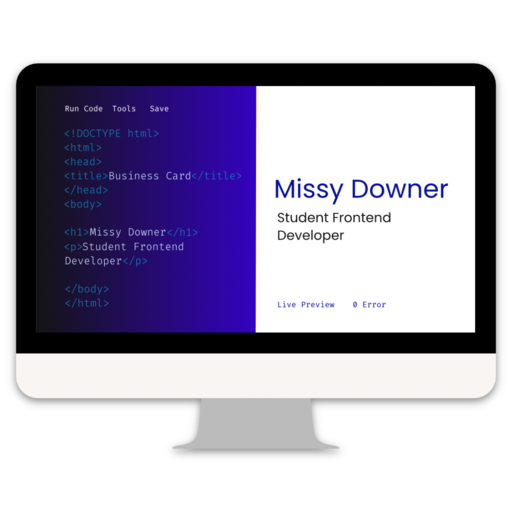 Run Code Tools Save
<!DOCTYPE html>
<html>
<head>
<title>Business Card</title>
</head>
<body>
<h1>Missy Downer</h1>
<p>Student Frontend
Developer</p>
</body>
</html>
Missy Downer
Student Frontend
Developer
Live Preview 0 Error